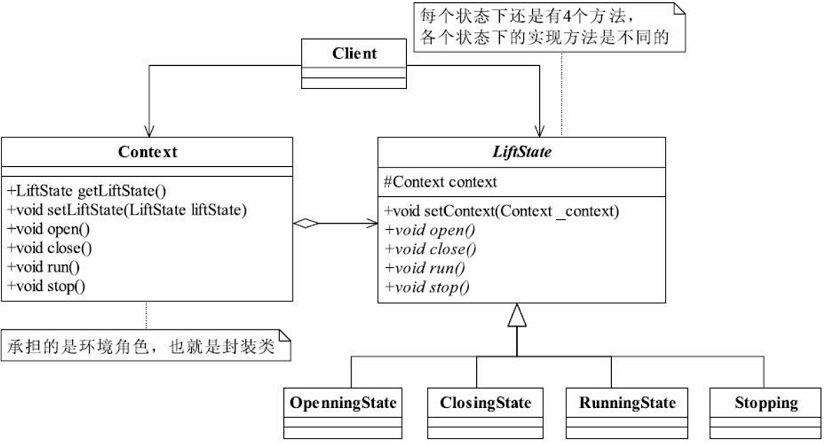 每个状态下还是有4个方法，
各个状态下的实现方法是不同的
Client
Context
+LiftState getLiftState()
+void setLiftState(LiftState liftState)
+void open()
+void close()
+void run()
+void stop()
LiftState
#Context context
+void setContext(Context _context)
+void open()
+void close()
+void run()
+void stop()
承担的是环境角色，也就是封装类
OpenningState
ClosingState
RunningState
Stopping